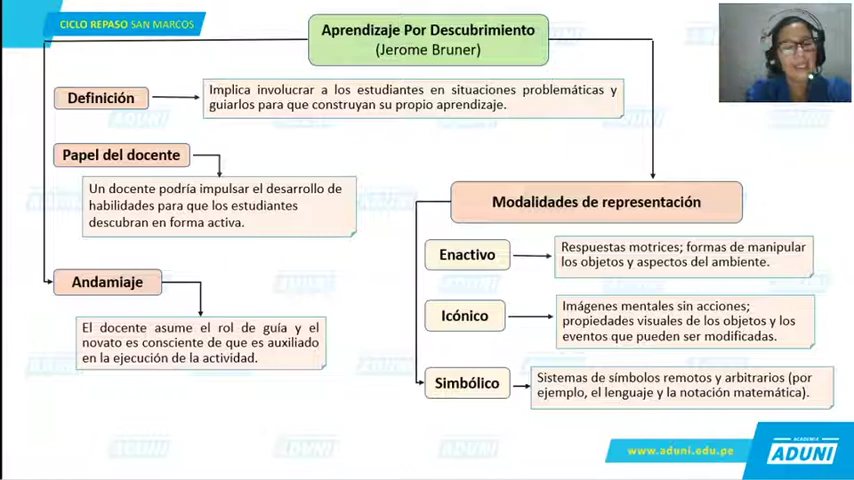 CICLO REPASO SAN MARCOS
Aprendizaje Por Descubrimiento
(Jerome Bruner)
Definición
Implica involucrar a los estudiantes en situaciones problemáticas y
guiarlos para que construyan su propio aprendizaje.
Papel del docente
Un docente podría impulsar el desarrollo de
habilidades para que los estudiantes
descubran en forma activa.
Andamiaje
El docente asume el rol de guía y el
novato es consciente de que es auxiliado
en la ejecución de la actividad.
Modalidades de representación
Enactivo
Respuestas motrices; formas de manipular
los objetos y aspectos del ambiente.
Icónico
Imágenes mentales sin acciones;
propiedades visuales de los objetos y los
eventos que pueden ser modificadas.
Simbólico
Sistemas de símbolos remotos y arbitrarios (por
ejemplo, el lenguaje y la notación matemática).
www.aduni.edu.pe
ACADEMIA
ADUNI